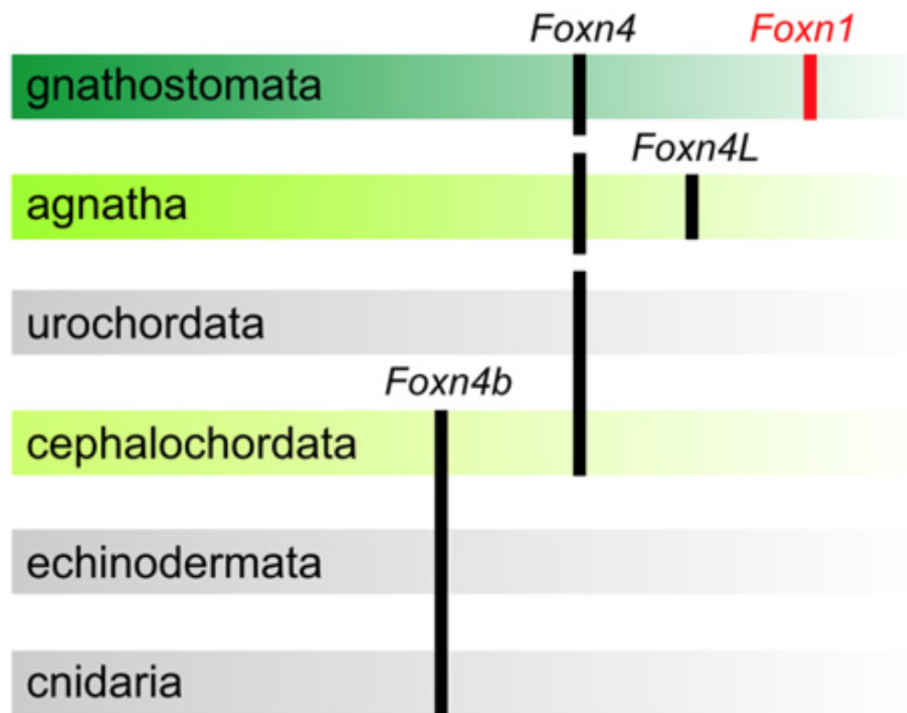 Foxn4 Foxn1
gnathostomata
Foxn4L
agnatha
urochordata
Foxn4b
cephalochordata
echinodermata
cnidaria